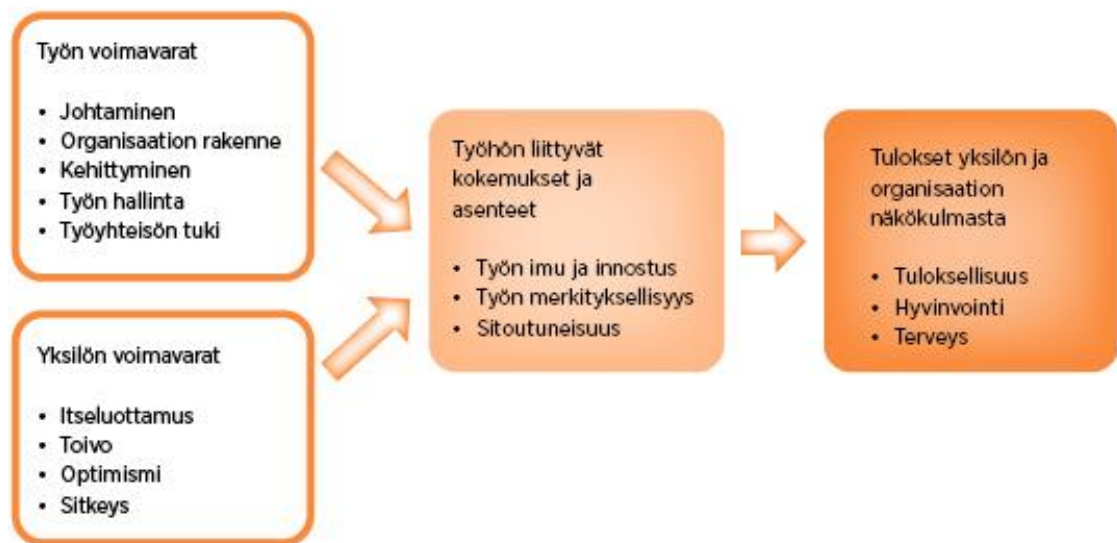 Työn voimavarat
• Johtaminen
• Organisaation rakenne
• Kehittyminen
• Työn hallinta
• Työyhteisön tuki
Yksilön voimavarat
• Itseluottamus
• Toivo
• Optimismi
• Sitkeys
Työhön liittyvät
kokemukset ja
asenteet
• Työn imu ja innostus
• Työn merkityksellisyys
• Sitoutuneisuus
Tulokset yksilön ja
organisaation
näkökulmasta
• Tuloksellisuus
• Hyvinvointi
• Terveys